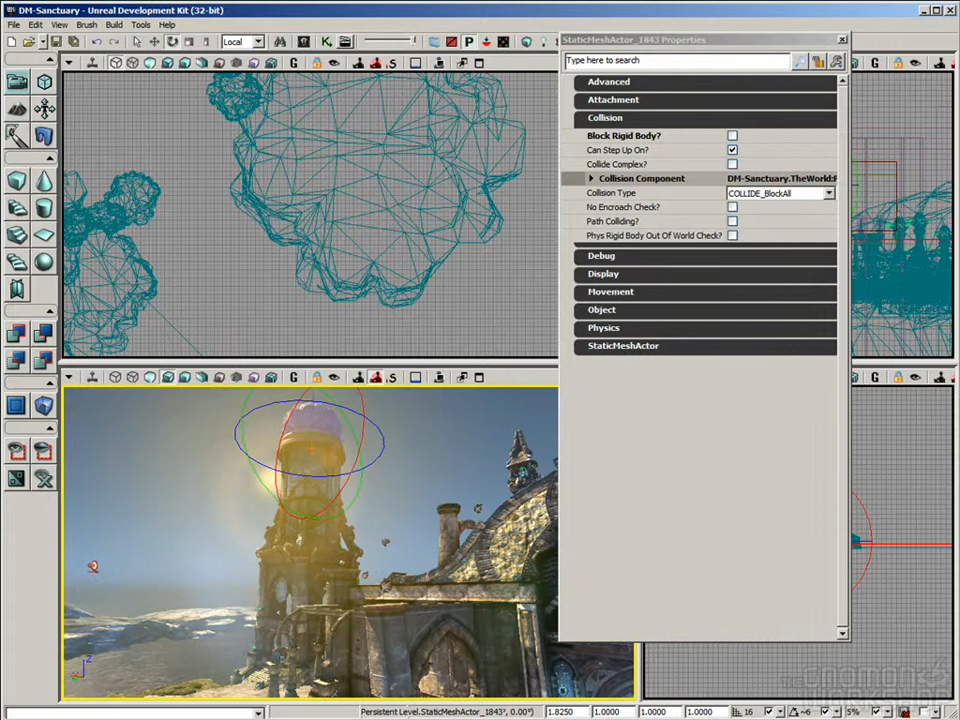 DM-Sanctuary - Unreal Development Kit (32-bit)
File Edit View Brush Build Tools Help
Local
StaticMeshActor_1843 Properties
Type here to search
Advanced
Attachment
Collision
Block Rigid Body?
Can Step Up On?
Collide Complex?
Collision Component DM-Sanctuary.TheWorld:P
Collision Type COLLIDE_BlockAll
No Encroach Check?
Path Colliding?
Phys Rigid Body Out Of World Check?
Debug
Display
Movement
Object
Physics
StaticMeshActor
Z
Persistent Level.StaticMeshActor_1843', 0.00°) 1.8250 1.0000 1.0000 1.0000 16 ~6 5%